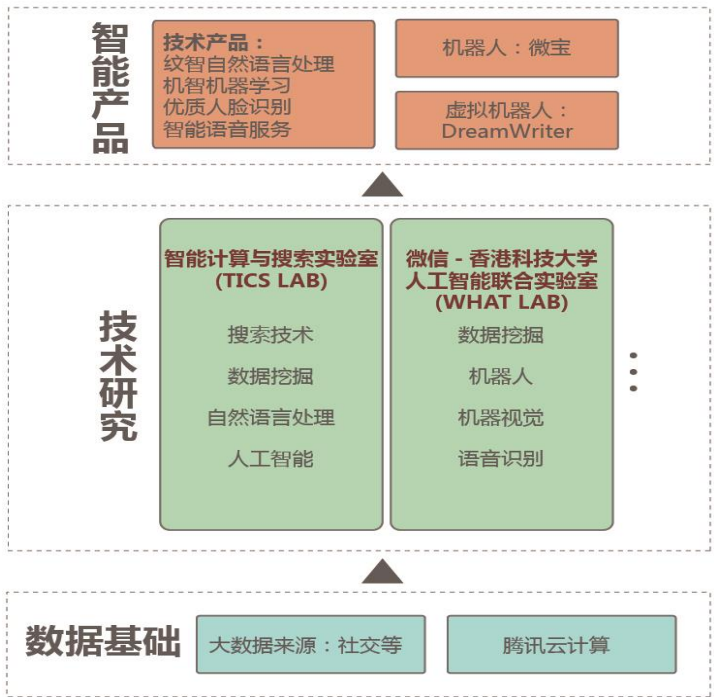 智能产品
技术产品：
纹智自然语言处理
机智机器学习
优质人脸识别
智能语音服务
机器人：微宝
虚拟机器人：
DreamWriter
技术研究
智能计算与搜索实验室
(TICS LAB)
搜索技术
数据挖掘
自然语言处理
人工智能
微信 - 香港科技大学
人工智能联合实验室
(WHAT LAB)
数据挖掘
机器人
机器视觉
语音识别
数据基础
大数据来源：社交等
腾讯云计算